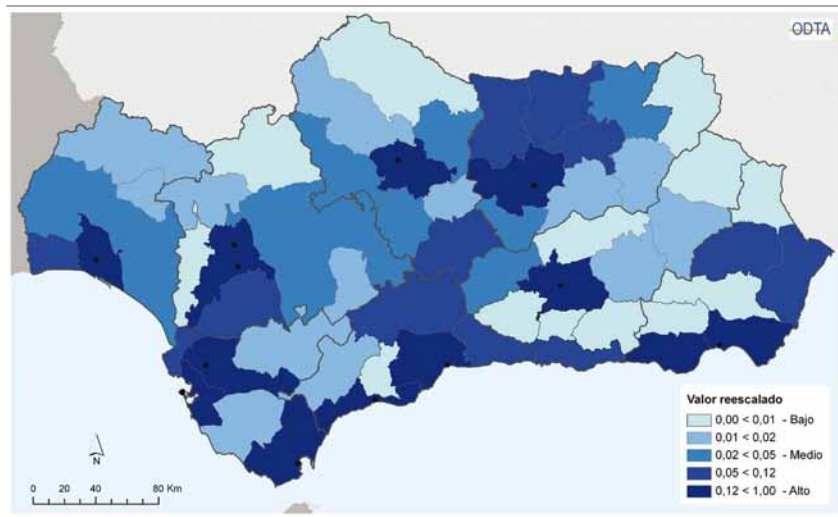 ODTA
Valor reescalado
0,00 < 0,01 - Bajo
0,01 < 0,02
0,02 < 0,05 - Medio
0,05 < 0,12
0,12 < 1,00 - Alto
N
0 20 40 80 Km